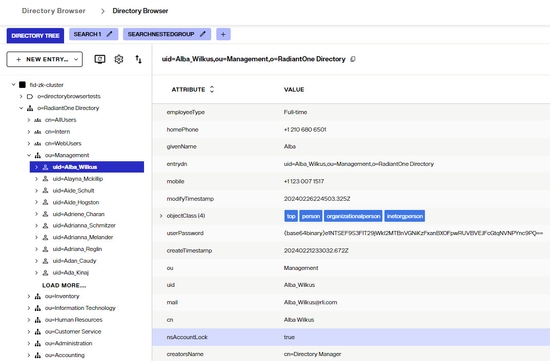 Directory Browser > Directory Browser
DIRECTORY TREE SEARCH 1 SEARCHNESTEDGROUP +
+ NEW ENTRY...
uid=Alba_Wilkus,ou=Management,o=RadiantOne Directory
ATTRIBUTE VALUE
fid-zk-cluster
o=directorybrowsertests
o=RadiantOne Directory
cn=AllUsers
cn=Intern
cn=WebUsers
ou=Management
uid=Alba_Wilkus
uid=Alayna_Mckillip
uid=Aide_Schult
uid=Aide_Hogston
uid=Adriene_Charan
uid=Adrianna_Schmitzer
uid=Adrianna_Melander
uid=Adriana_Reglin
uid=Adan_Caudy
uid=Ada_Kinaj
LOAD MORE....
ou=Inventory
ou=Information Technology
ou=Human Resources
ou=Customer Service
ou=Administration
ou=Accounting
employeeType Full-time
homePhone +1 210 680 6501
givenName Alba
entrydn uid=Alba_Wilkus,ou=Management,o=RadiantOne Directory
mobile +1 123 007 1517
modifyTimestamp 20240226224503.325Z
objectClass (4) top person organizationalperson inetorgperson
userPassword
createTimestamp 20240221233032.672Z
ou Management
uid Alba_Wilkus
mail Alba_Wilkus@rli.com
cn Alba Wilkus
nsAccountLock true
creatorsName cn=Directory Manager